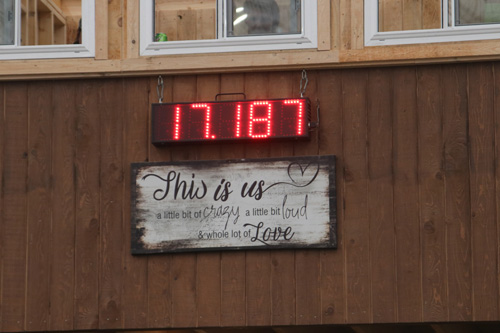 17.187
This is us
a little bit of crazy a little bit loud
& whole lot of Love